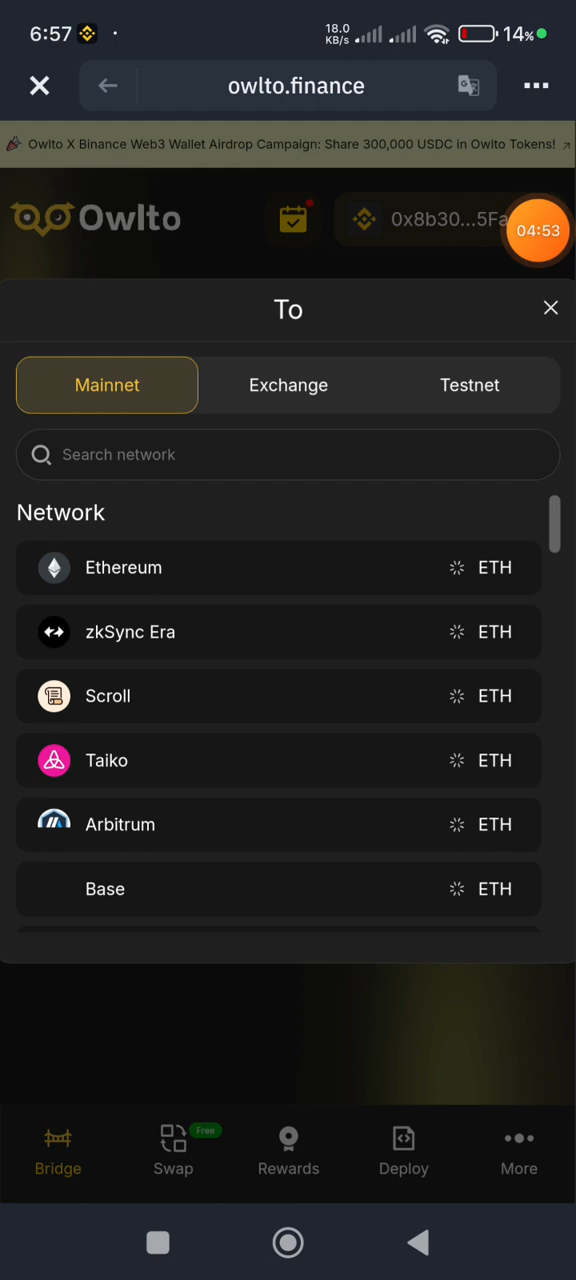 6:57
18.0
KB/s
14%
owlto.finance
Owlto X Binance Web3 Wallet Airdrop Campaign: Share 300,000 USDC in Owlto Tokens!
Owlto
0x8b30...5Fa
04:53
To
Mainnet Exchange Testnet
Search network
Network
Ethereum ETH
zkSync Era ETH
Scroll ETH
Taiko ETH
Arbitrum ETH
Base ETH
Free
Bridge Swap Rewards Deploy More